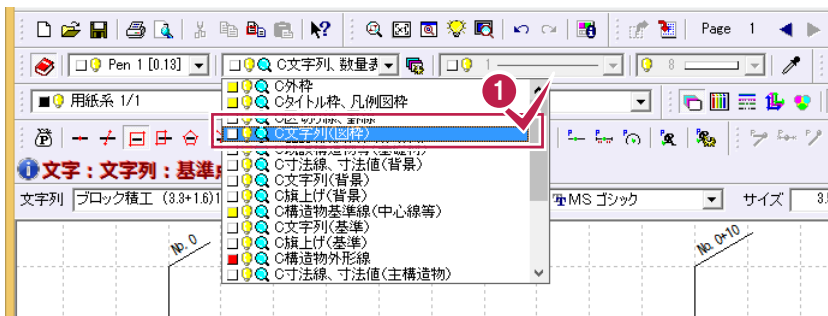 Page 1
Pen 1 [0.13] C文字列、数量表 1 8
用紙系 1/1
C外枠
Cタイトル枠、凡例図枠
1
C文字列(図枠)
C寸法線、寸法値(背景)
C文字列(背景)
C旗上げ(背景)
C構造物基準線(中心線等)
C文字列(基準)
C旗上げ(基準)
C構造物外形線
C寸法線、寸法値(主構造物)
文字:文字列:基準
文字列 ブロック積工 (3.3+1.6)1 MS ゴシック サイズ 3.
No. 0 No. 0+10